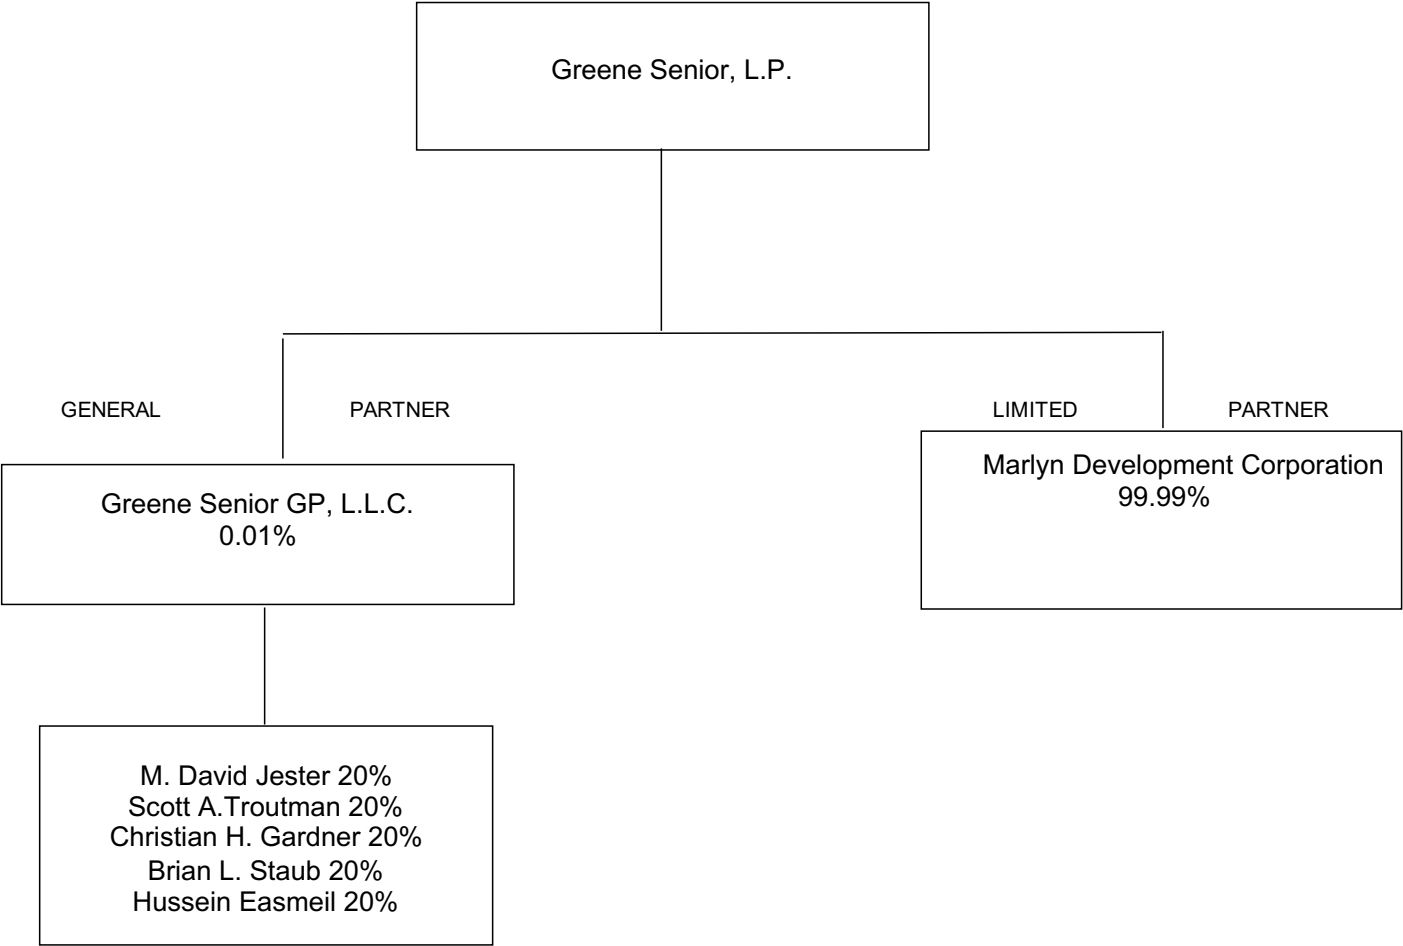 Greene Senior, L.P.
GENERAL PARTNER
LIMITED PARTNER
Greene Senior GP, L.L.C.
0.01%
Marlyn Development Corporation
99.99%
M. David Jester 20%
Scott A.Troutman 20%
Christian H. Gardner 20%
Brian L. Staub 20%
Hussein Easmeil 20%